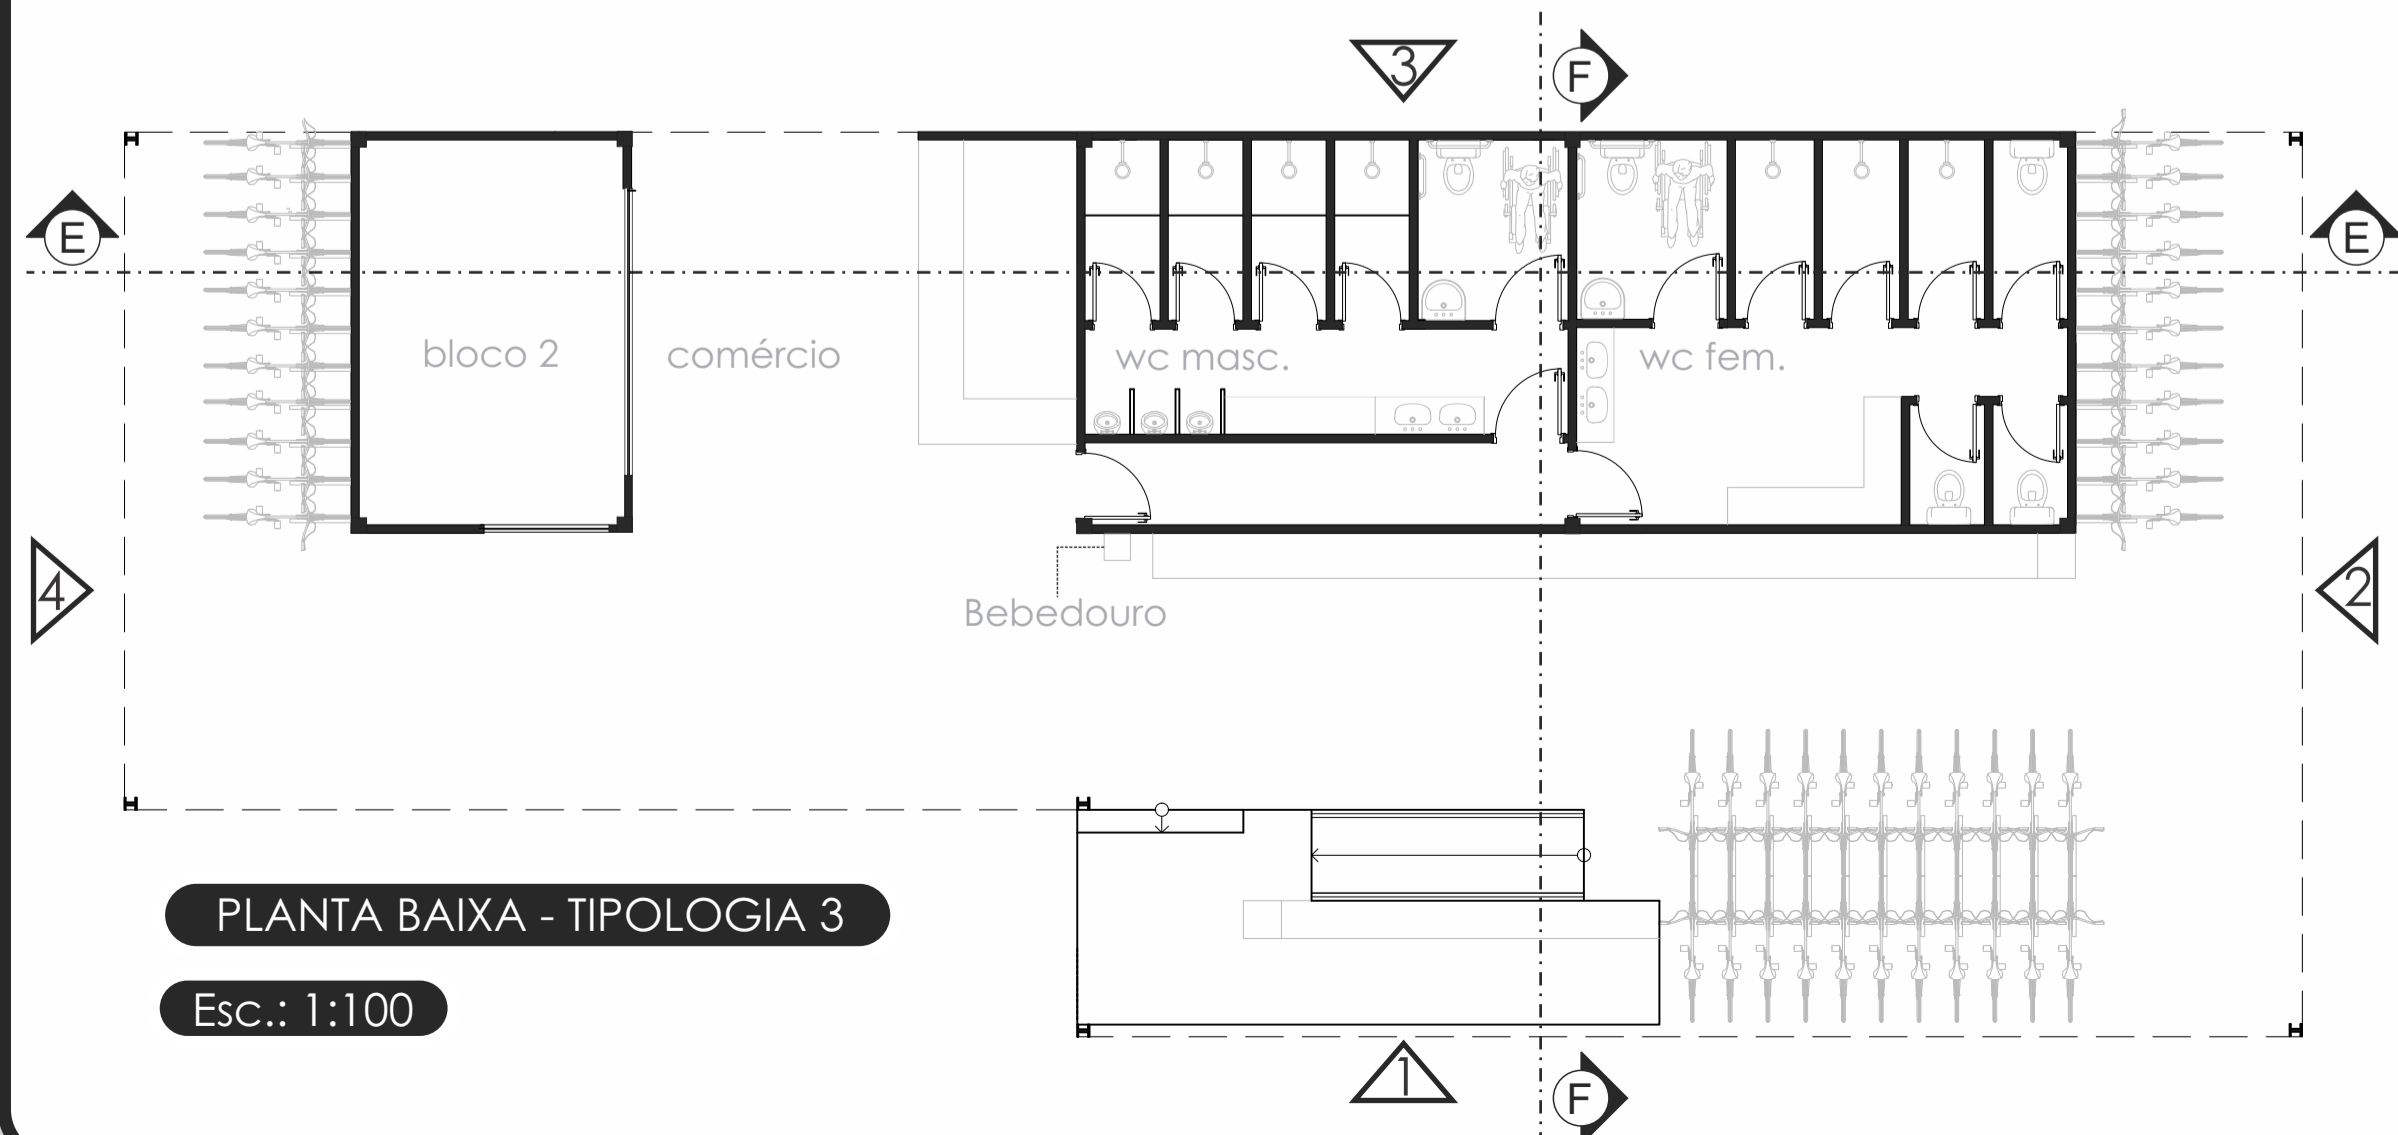 3
F
E
E
bloco 2
comércio
wc masc.
wc fem.
4
2
Bebedouro
PLANTA BAIXA - TIPOLOGIA 3
Esc.: 1:100
1
F